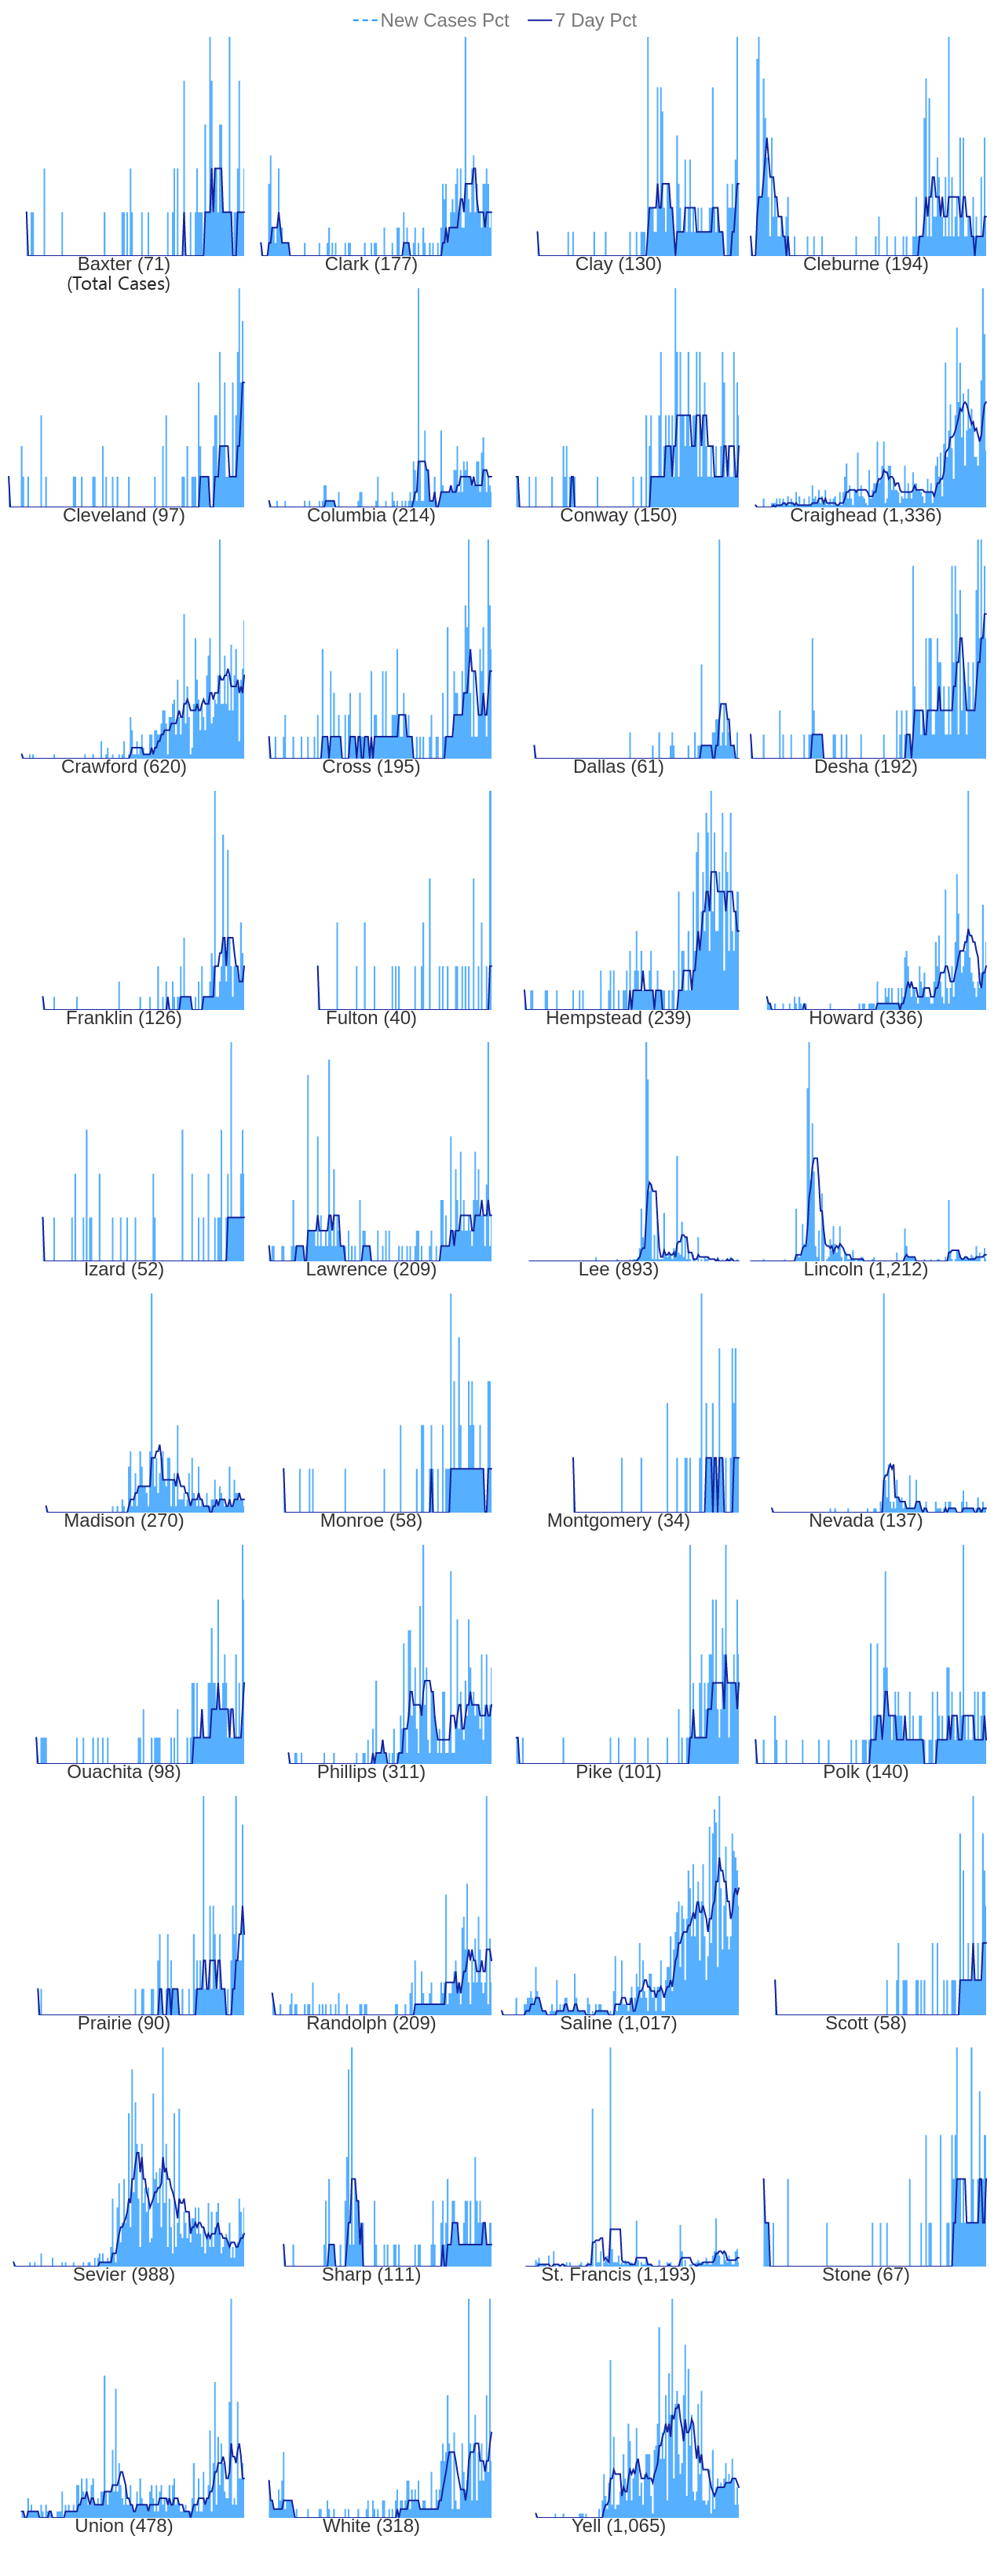 New Cases Pct 7 Day Pct
Baxter (71) Clark (177) Clay (130) Cleburne (194)
(Total Cases)
Cleveland (97) Columbia (214) Conway (150) Craighead (1,336)
Crawford (620) Cross (195) Dallas (61) Desha (192)
Franklin (126) Fulton (40) Hempstead (239) Howard (336)
Izard (52) Lawrence (209) Lee (893) Lincoln (1,212)
Madison (270) Monroe (58) Montgomery (34) Nevada (137)
Ouachita (98) Phillips (311) Pike (101) Polk (140)
Prairie (90) Randolph (209) Saline (1,017) Scott (58)
Sevier (988) Sharp (111) St. Francis (1,193) Stone (67)
Union (478) White (318) Yell (1,065)